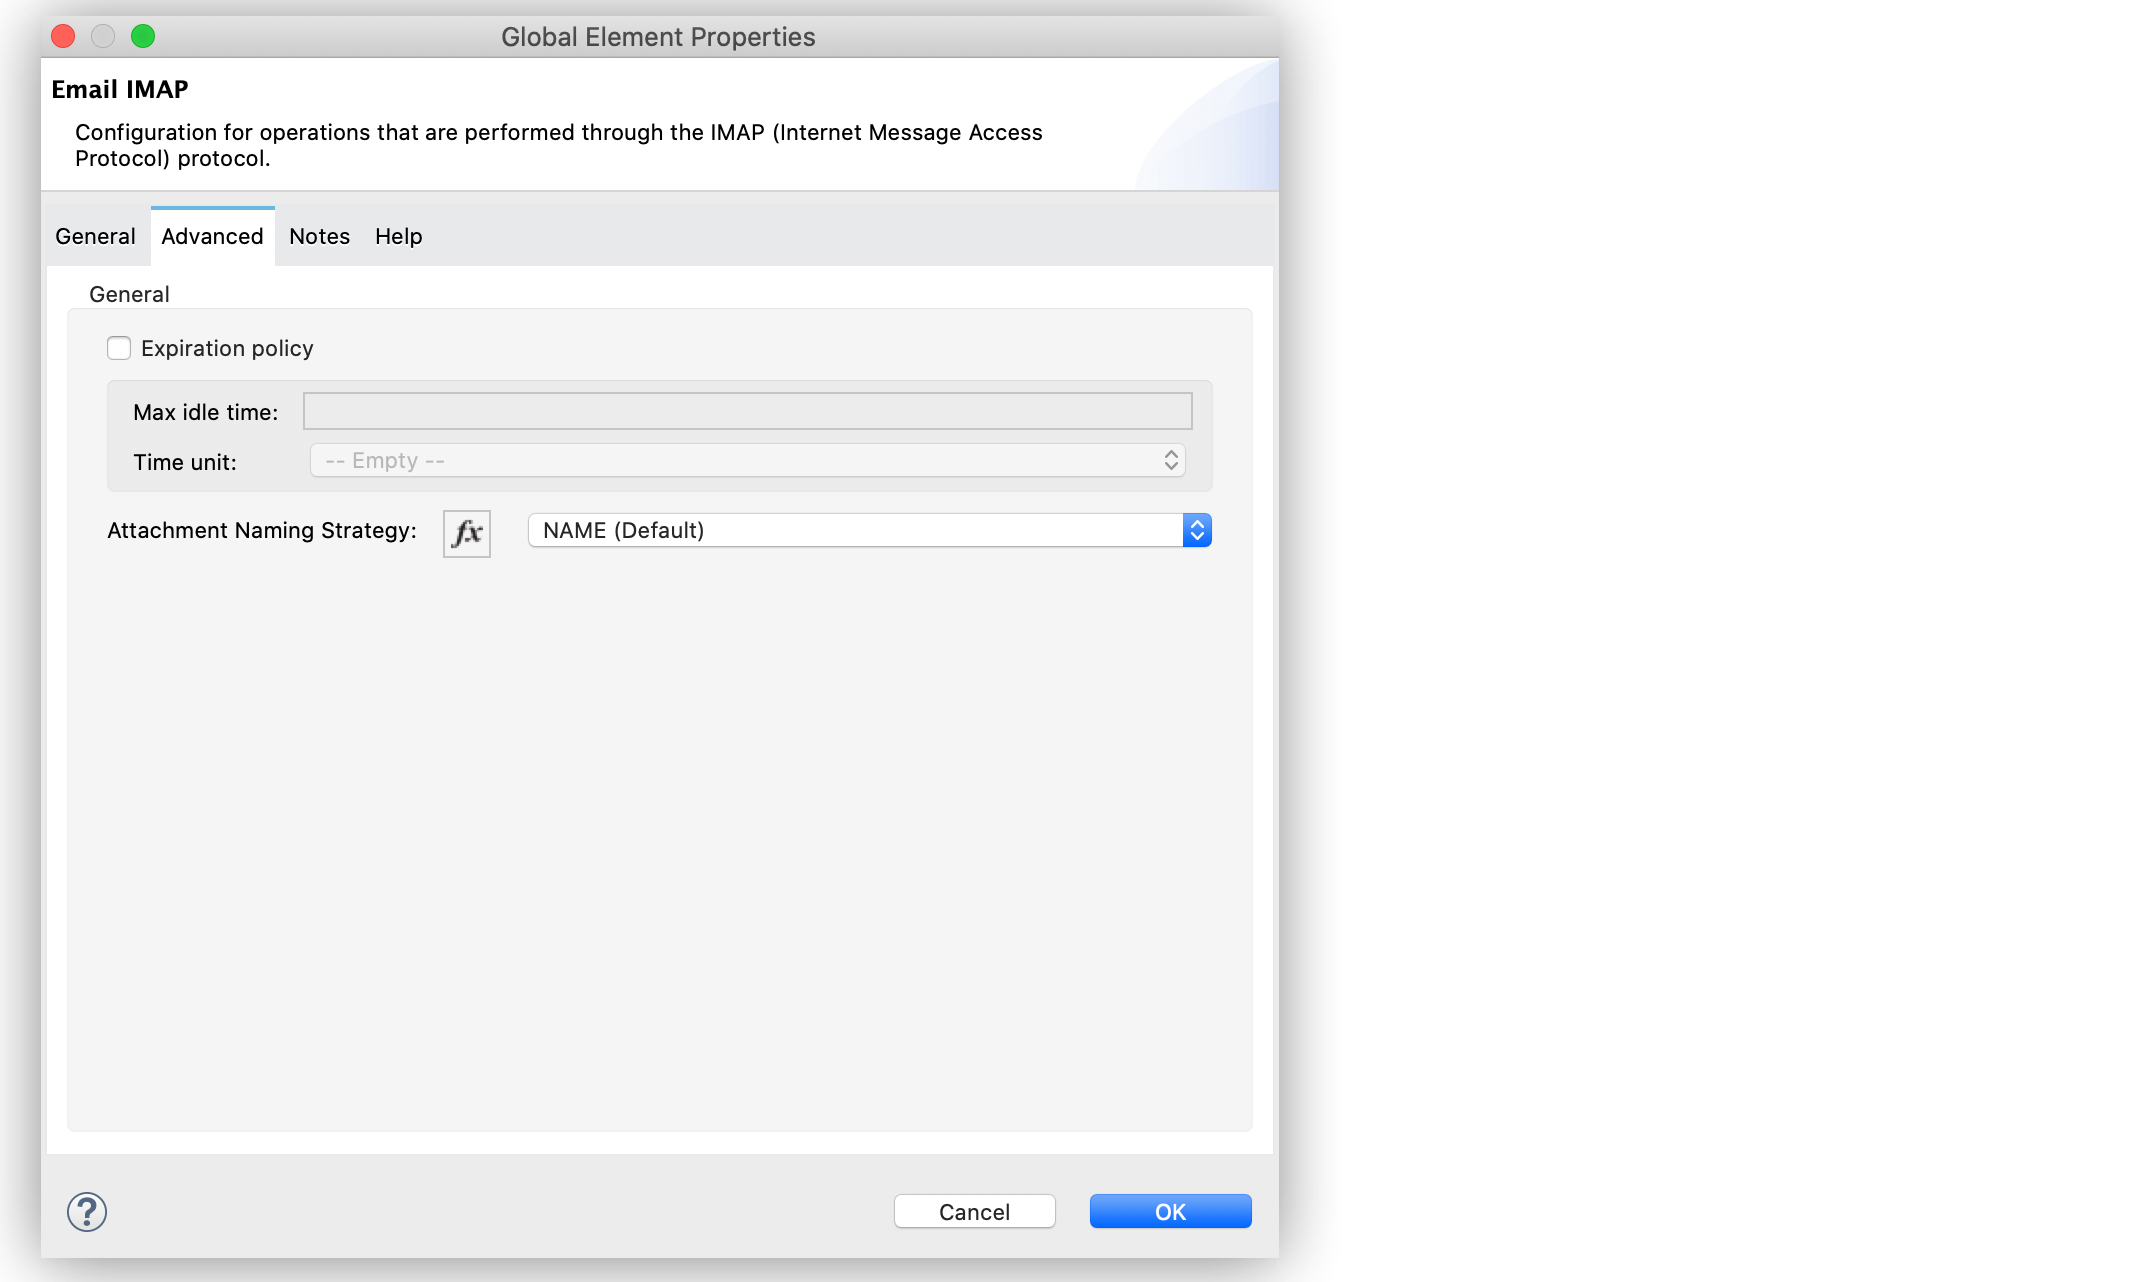 Global Element Properties
Email IMAP
Configuration for operations that are performed through the IMAP (Internet Message Access
Protocol) protocol.
General Advanced Notes Help
General
Expiration policy
Max idle time:
Time unit: -- Empty --
Attachment Naming Strategy: fx NAME (Default)
? Cancel OK